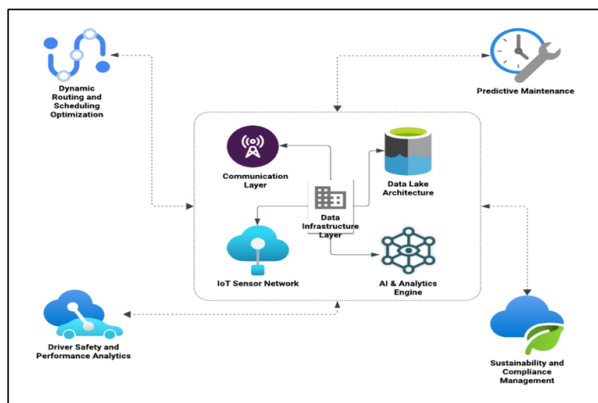 Dynamic
Routing and
Scheduling
Optimization
Predictive Maintenance
Communication
Layer
Data Lake
Architecture
Data
Infrastructure
Layer
IoT Sensor Network
AI & Analytics
Engine
Driver Safety and
Performance Analytics
Sustainability and
Compliance
Management